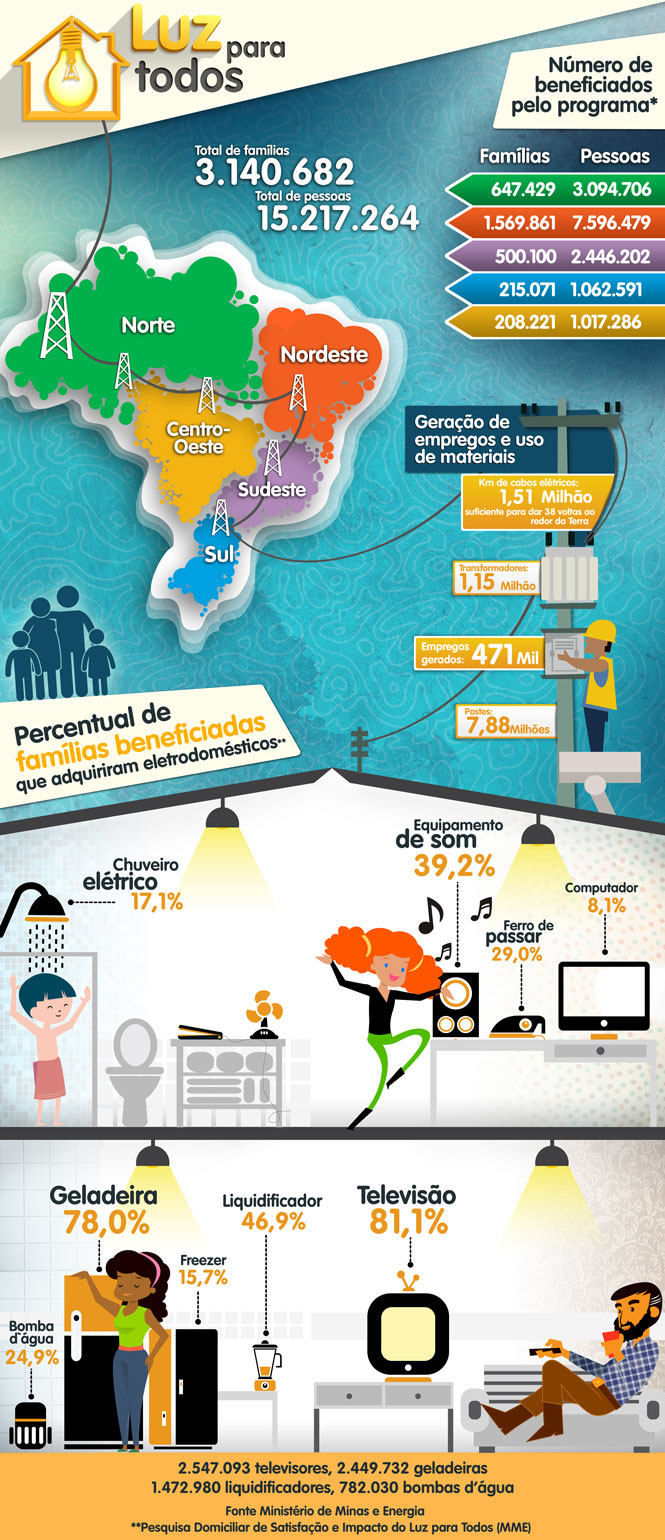 Luz para
todos
Número de
beneficiados
pelo programa*
Famílias Pessoas
647.429 3.094.706
1.569.861 7.596.479
500.100 2.446.202
215.071 1.062.591
208.221 1.017.286
Total de famílias
3.140.682
Total de pessoas
15.217.264
Norte
Nordeste
Centro-
Oeste
Sudeste
Sul
Geração de
empregos e uso
de materiais
Km de cabos elétricos:
1,51 Milhão
suficiente para dar 38 voltas ao
redor da Terra
Transformadores:
1,15 Milhão
Empregos
gerados: 471 Mil
Postes:
7,88 Milhões
Percentual de
famílias beneficiadas
que adquiriram eletrodomésticos**
Chuveiro
elétrico
17,1%
Equipamento
de som
39,2%
Ferro de
passar
29,0%
Computador
8,1%
Geladeira
78,0%
Liquidificador
46,9%
Televisão
81,1%
Freezer
15,7%
Bomba
d`água
24,9%
2.547.093 televisores, 2.449.732 geladeiras
1.472.980 liquidificadores, 782.030 bombas d'água
Fonte Ministério de Minas e Energia
**Pesquisa Domiciliar de Satisfação e Impacto do Luz para Todos (MME)